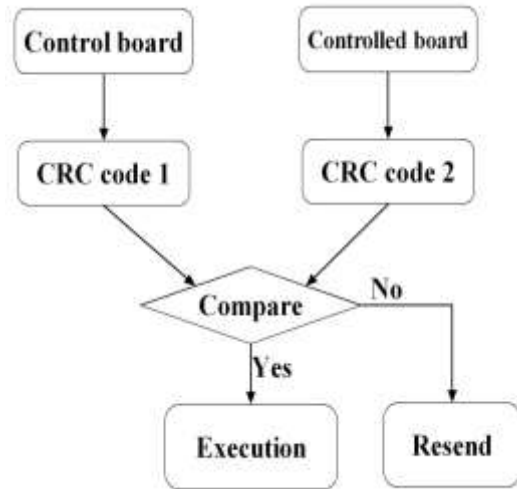 Control board
Controlled board
CRC code 1
CRC code 2
Compare
No
Yes
Execution
Resend